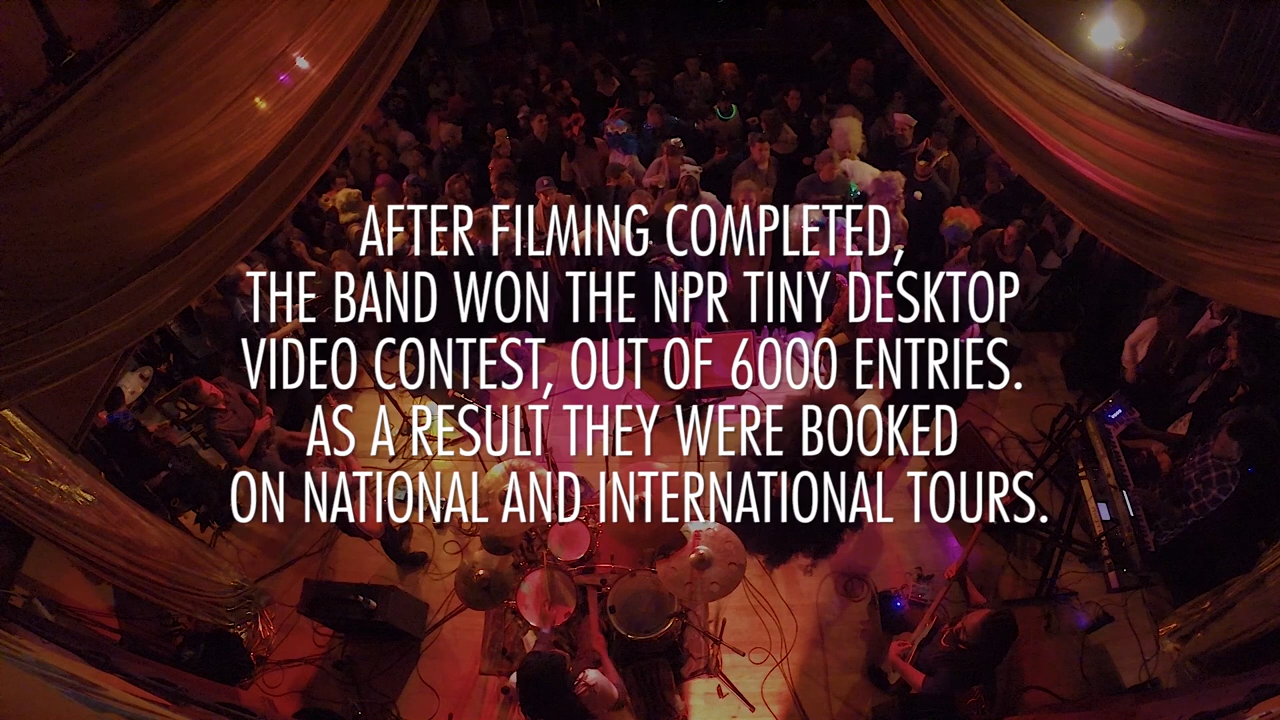 AFTER FILMING COMPLETED,
THE BAND WON THE NPR TINY DESKTOP
VIDEO CONTEST, OUT OF 6000 ENTRIES.
AS A RESULT THEY WERE BOOKED
ON NATIONAL AND INTERNATIONAL TOURS.